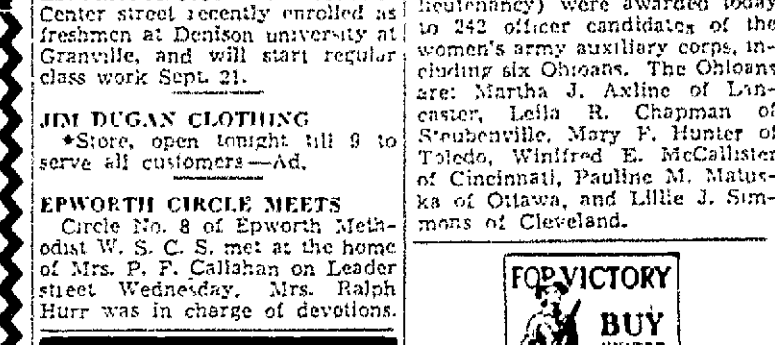 Center street recently enrolled as
freshmen at Denison university at
Granville, and will start regular
class work Sept. 21.
JIM DUGAN CLOTHING
*Store, open tonight till 9 to
serve all customers—Ad.
EPWORTH CIRCLE MEETS
Circle No. 8 of Epworth Meth-
odist W. S. C. S. met at the home
of Mrs. P. F. Callahan on Leader
street Wednesday. Mrs. Ralph
Hurr was in charge of devotions.
lieutenancy) were awarded today
to 242 officer candidates of the
women's army auxiliary corps, in-
cluding six Ohioans. The Ohioans
are: Martha J. Axline of Lan-
caster, Leila R. Chapman of
Steubenville, Mary F. Hunter of
Toledo, Winifred E. McCallister
of Cincinnati, Pauline M. Matus-
ka of Ottawa, and Lillie J. Sim-
mons of Cleveland.
FOR VICTORY
BUY